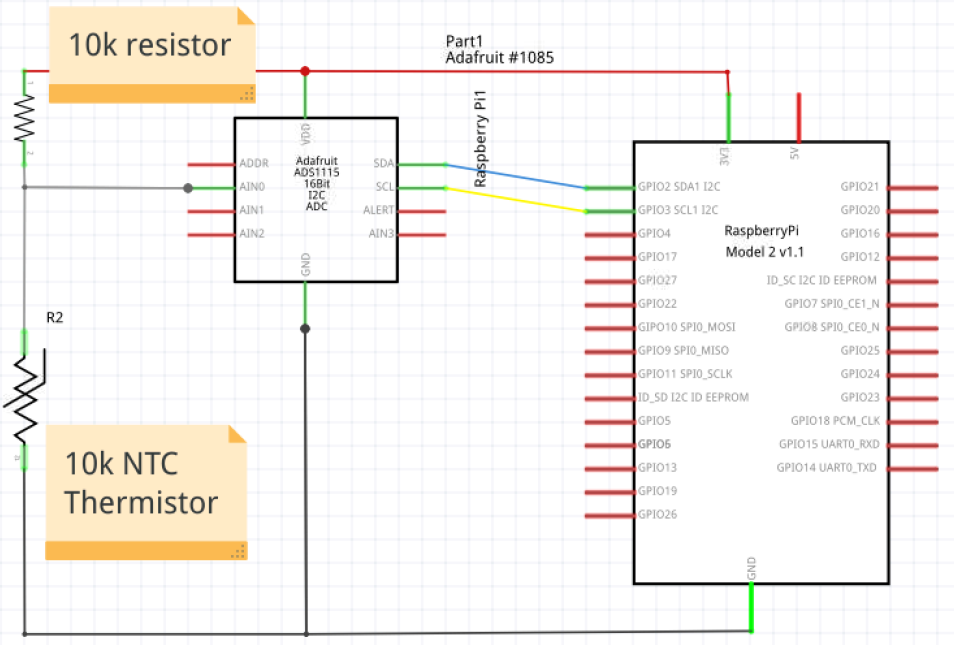 10k resistor
Part1
Adafruit #1085
Raspberry Pi1
1
2
VDD
ADDR
AIN0
AIN1
AIN2
Adafruit
ADS1115
16Bit
I2C
ADC
SDA
SCL
ALERT
AIN3
GND
R2
10k NTC
Thermistor
3V3
5V
GPIO2 SDA1 I2C
GPIO3 SCL1 I2C
GPIO4
GPIO17
GPIO27
GPIO22
GIPO10 SPI0_MOSI
GPIO9 SPI0_MISO
GPIO11 SPI0_SCLK
ID_SD I2C ID EEPROM
GPIO5
GPIO6
GPIO13
GPIO19
GPIO26
RaspberryPi
Model 2 v1.1
GPIO21
GPIO20
GPIO16
GPIO12
ID_SC I2C ID EEPROM
GPIO7 SPI0_CE1_N
GPIO8 SPI0_CE0_N
GPIO25
GPIO24
GPIO23
GPIO18 PCM_CLK
GPIO15 UART0_RXD
GPIO14 UART0_TXD
GND